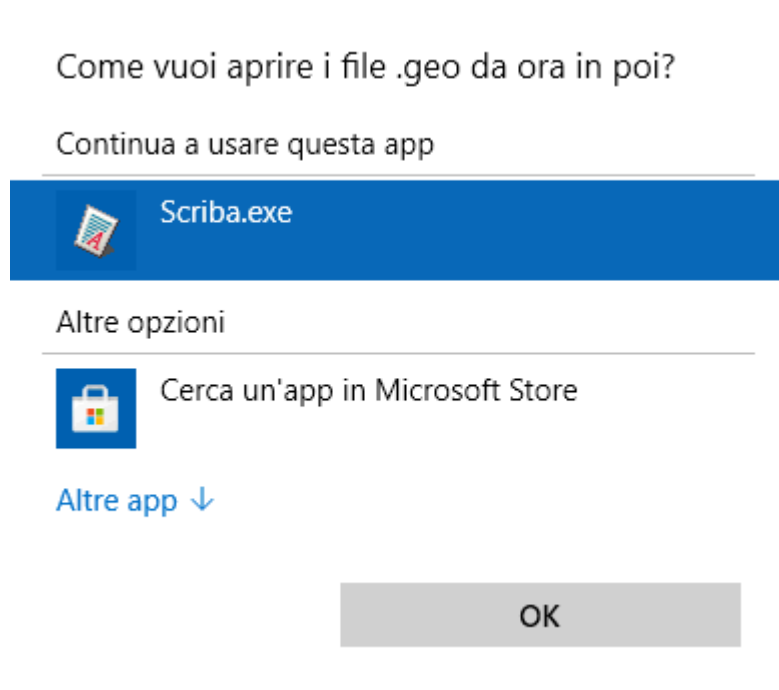 Come vuoi aprire i file .geo da ora in poi?
Continua a usare questa app
Scriba.exe
Altre opzioni
Cerca un'app in Microsoft Store
Altre app ↓
OK